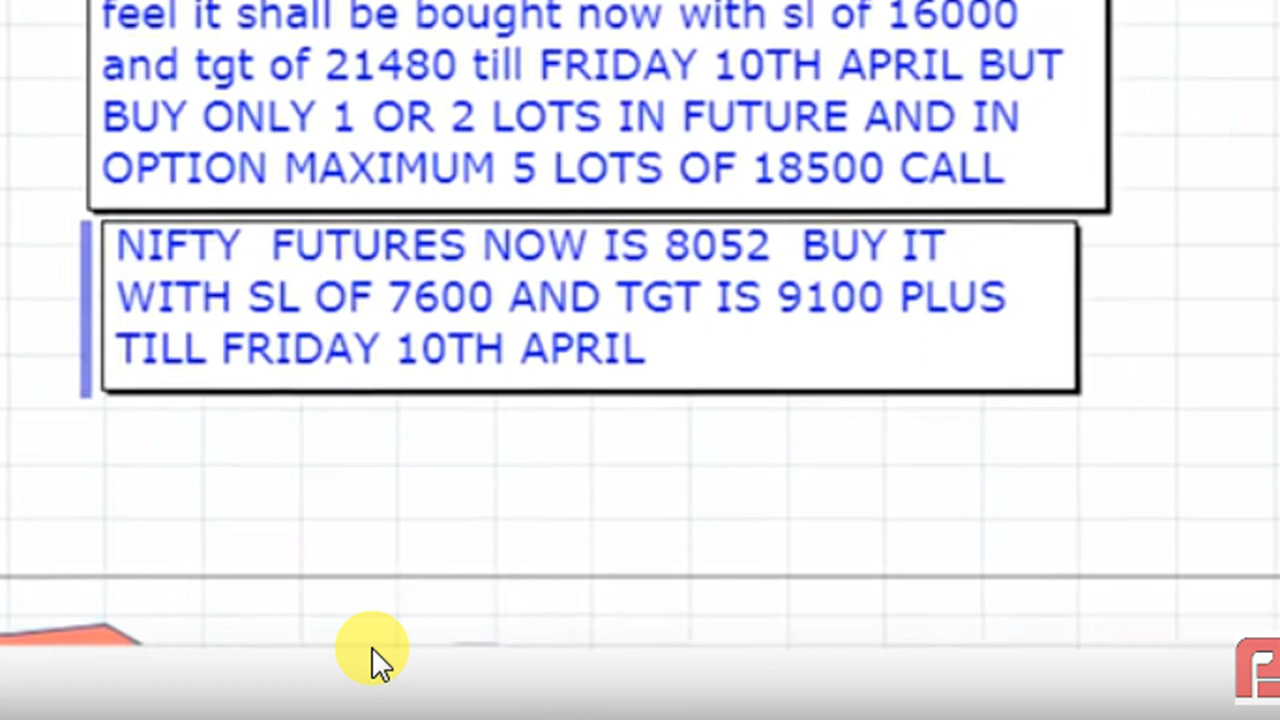 feel it shall be bought now with sl of 16000
and tgt of 21480 till FRIDAY 10TH APRIL BUT
BUY ONLY 1 OR 2 LOTS IN FUTURE AND IN
OPTION MAXIMUM 5 LOTS OF 18500 CALL
NIFTY FUTURES NOW IS 8052 BUY IT
WITH SL OF 7600 AND TGT IS 9100 PLUS
TILL FRIDAY 10TH APRIL